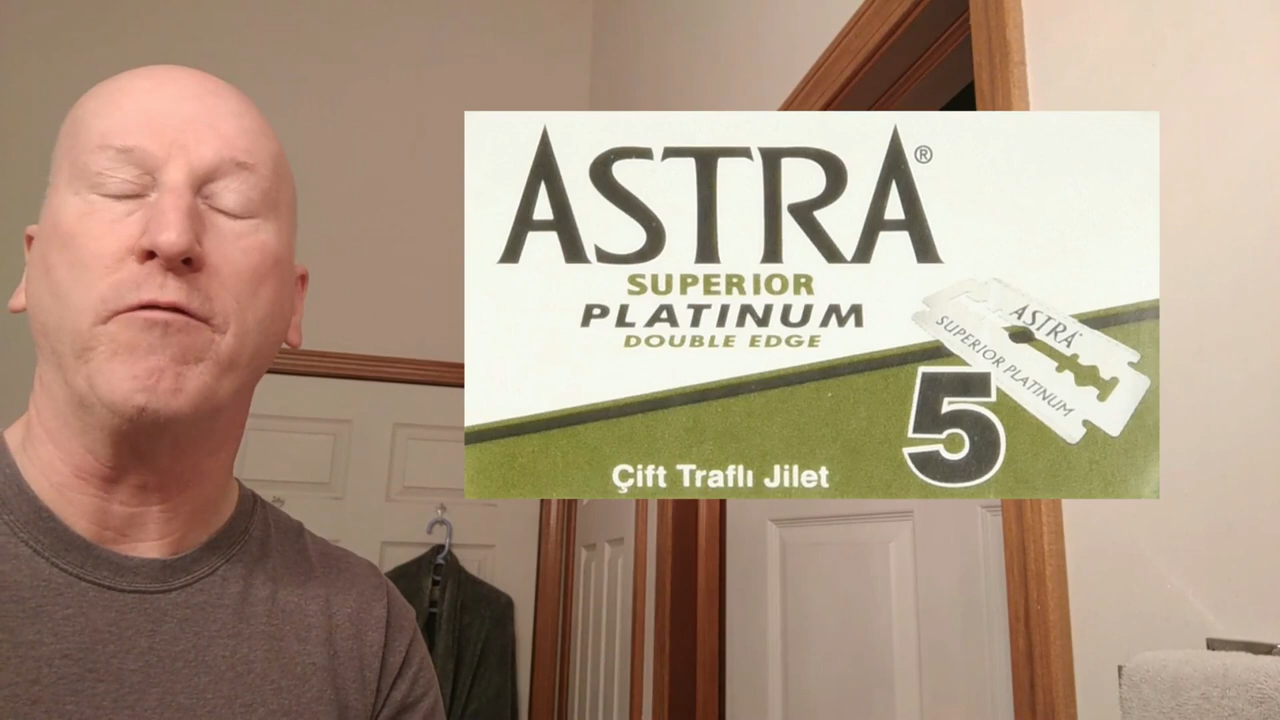 ASTRA®
SUPERIOR
PLATINUM
DOUBLE EDGE
ASTRA
SUPERIOR PLATINUM
5
Çift Traflı Jilet